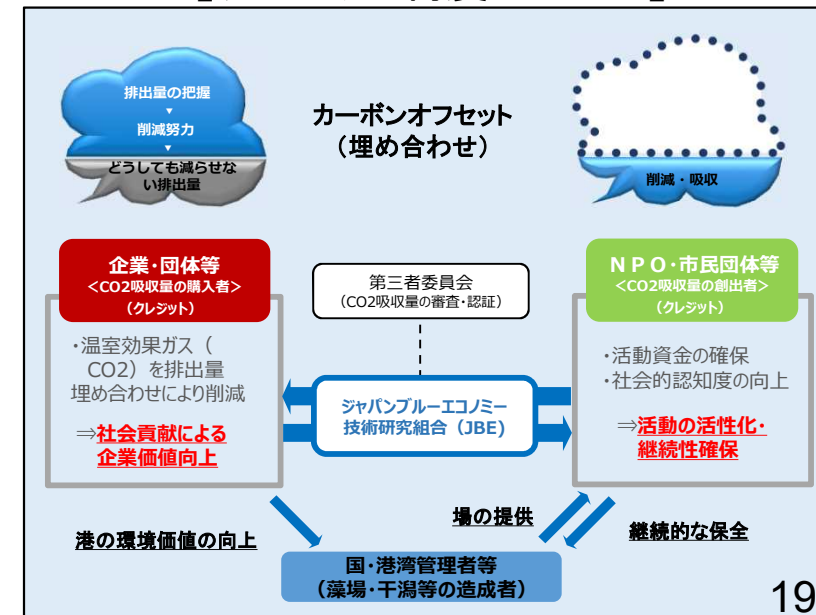 排出量の把握
▼
削減努力
▼
どうしても減らせな
い排出量
カーボンオフセット
（埋め合わせ）
削減・吸収
企業・団体等
＜CO2吸収量の購入者＞
（クレジット）
第三者委員会
（CO2吸収量の審査・認証）
ＮＰＯ・市民団体等
＜CO2吸収量の創出者＞
（クレジット）
・温室効果ガス（
CO2）を排出量
埋め合わせにより削減
⇒社会貢献による
企業価値向上
ジャパンブルーエコノミー
技術研究組合（JBE)
・活動資金の確保
・社会的認知度の向上
⇒活動の活性化・
継続性確保
港の環境価値の向上
場の提供
継続的な保全
国・港湾管理者等
（藻場・干潟等の造成者）
19